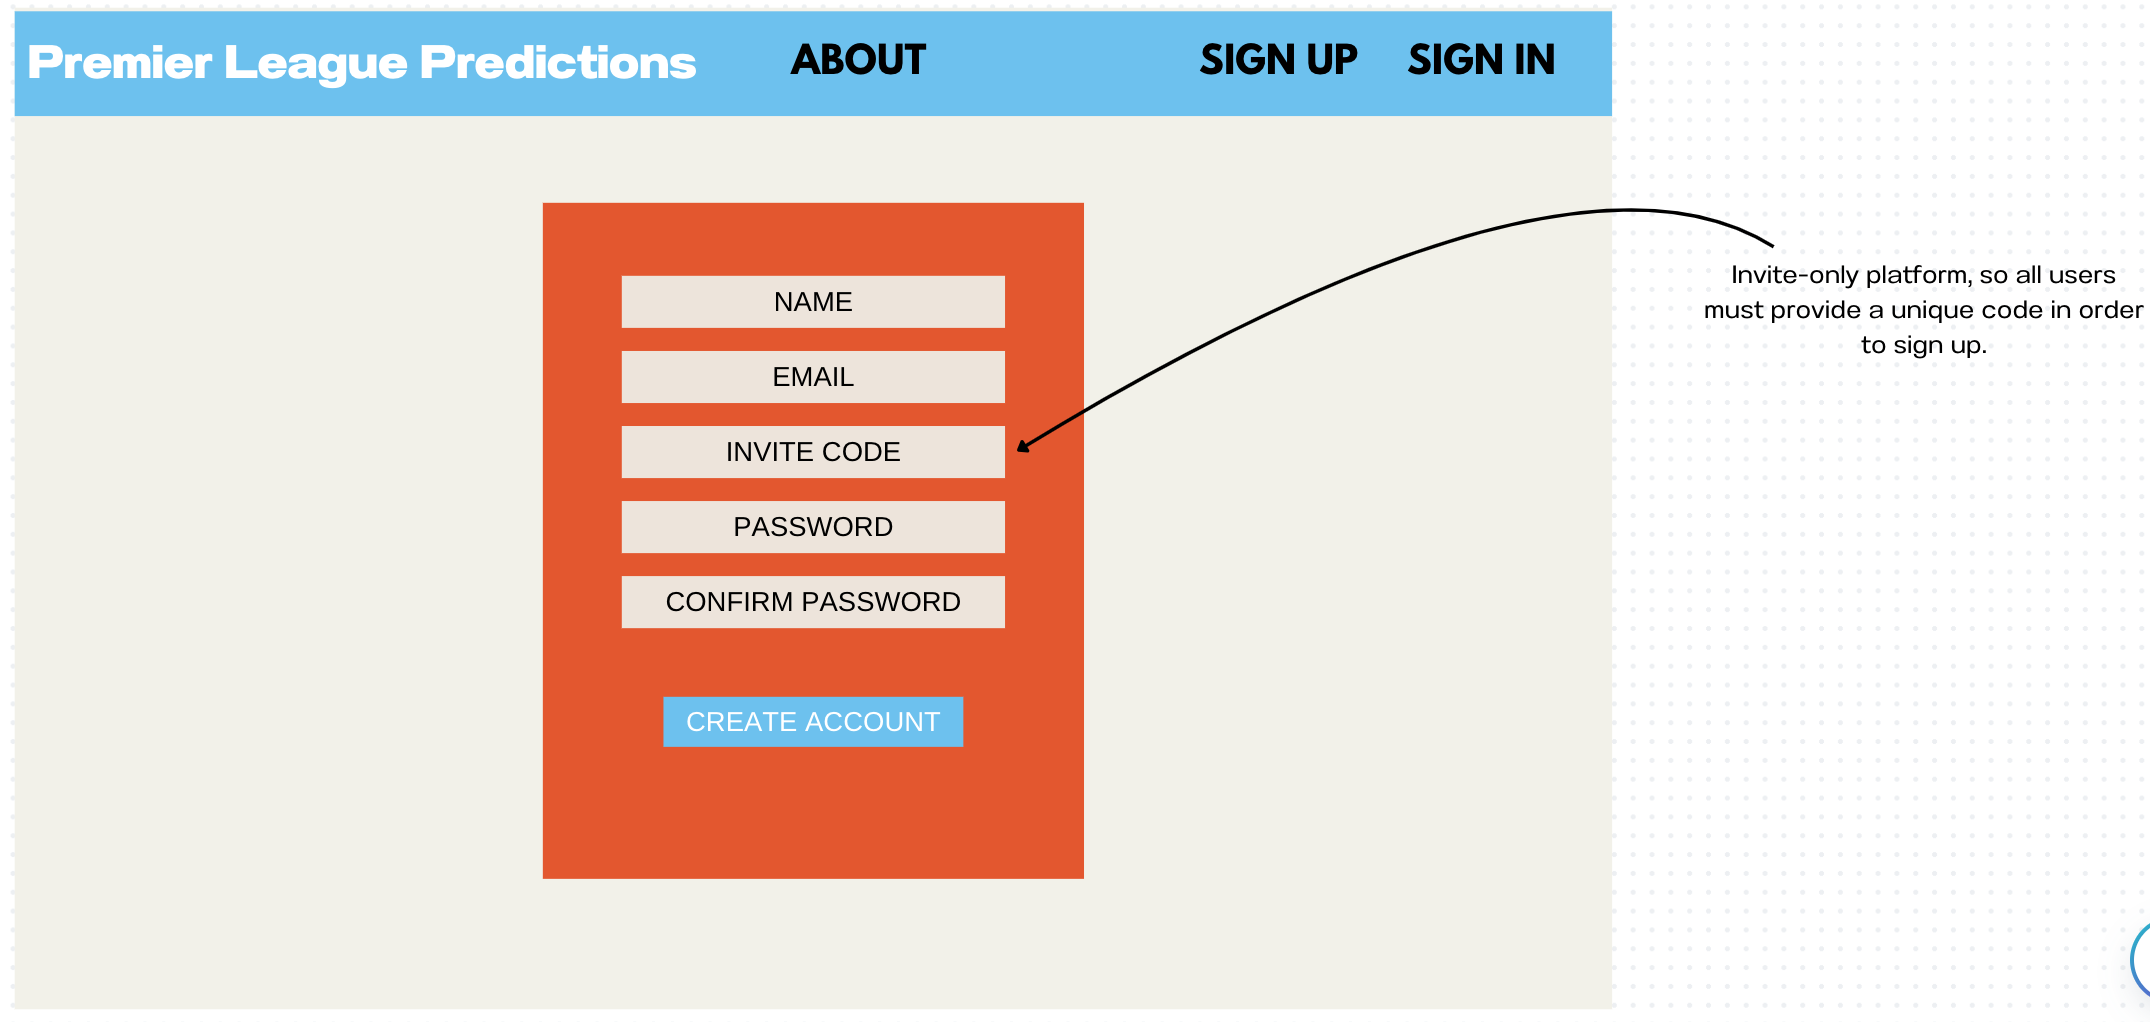 Premier League Predictions ABOUT SIGN UP SIGN IN
NAME
EMAIL
INVITE CODE
PASSWORD
CONFIRM PASSWORD
CREATE ACCOUNT
Invite-only platform, so all users
must provide a unique code in order
to sign up.